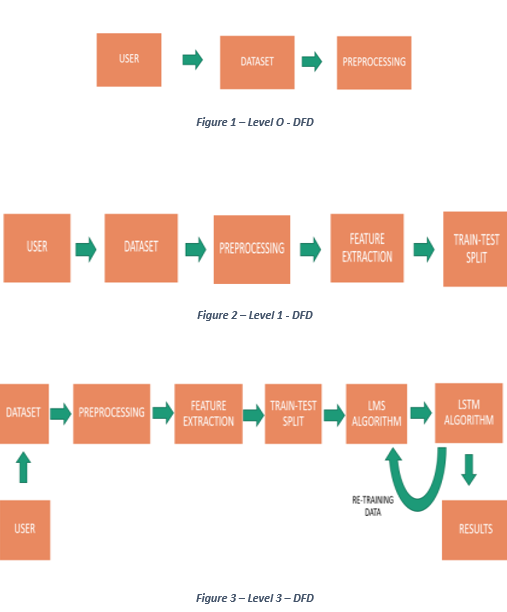 USER
DATASET
PREPROCESSING
Figure 1 – Level O - DFD
USER
DATASET
PREPROCESSING
FEATURE
EXTRACTION
TRAIN-TEST
SPLIT
Figure 2 – Level 1 - DFD
DATASET
PREPROCESSING
FEATURE
EXTRACTION
TRAIN-TEST
SPLIT
LMS
ALGORITHM
LSTM
ALGORITHM
RE-TRAINING
DATA
USER
RESULTS
Figure 3 – Level 3 – DFD